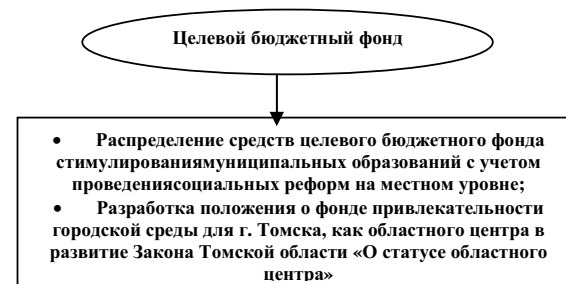 Целевой бюджетный фонд
• Распределение средств целевого бюджетного фонда
стимулированиямуниципальных образований с учетом
проведениясоциальных реформ на местном уровне;
• Разработка положения о фонде привлекательности
городской среды для г. Томска, как областного центра в
развитие Закона Томской области «О статусе областного
центра»